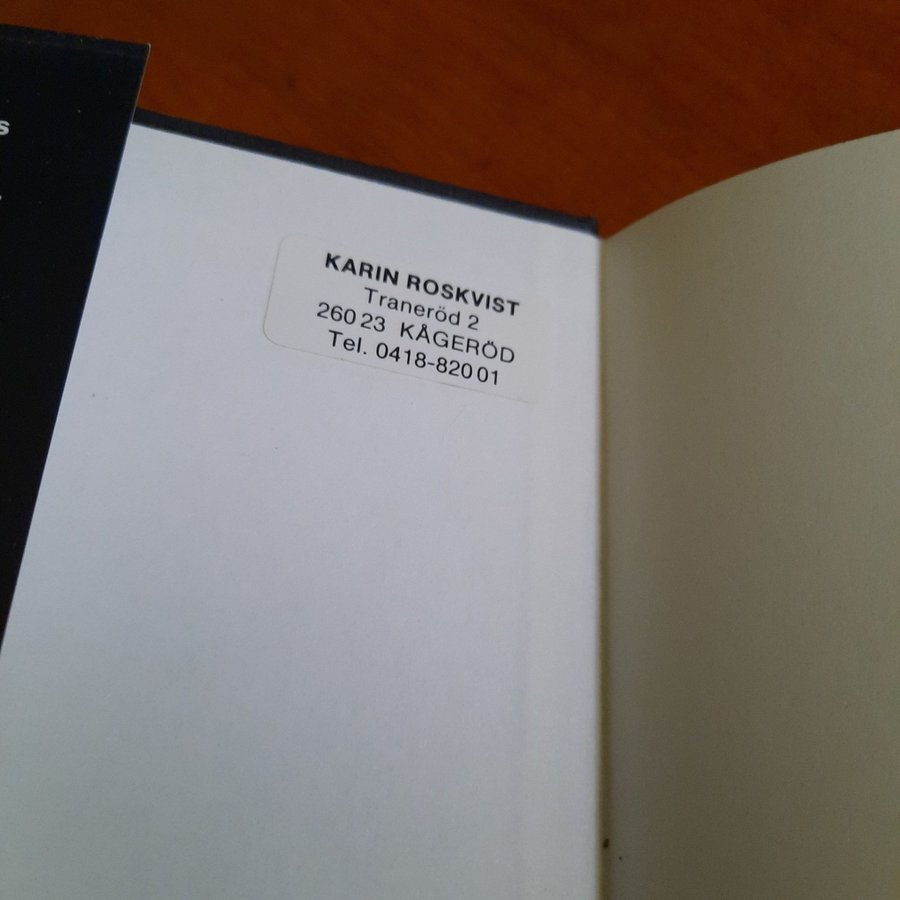 s
KARIN ROSKVIST
Traneröd 2
260 23 KÅGERÖD
Tel. 0418-820 01